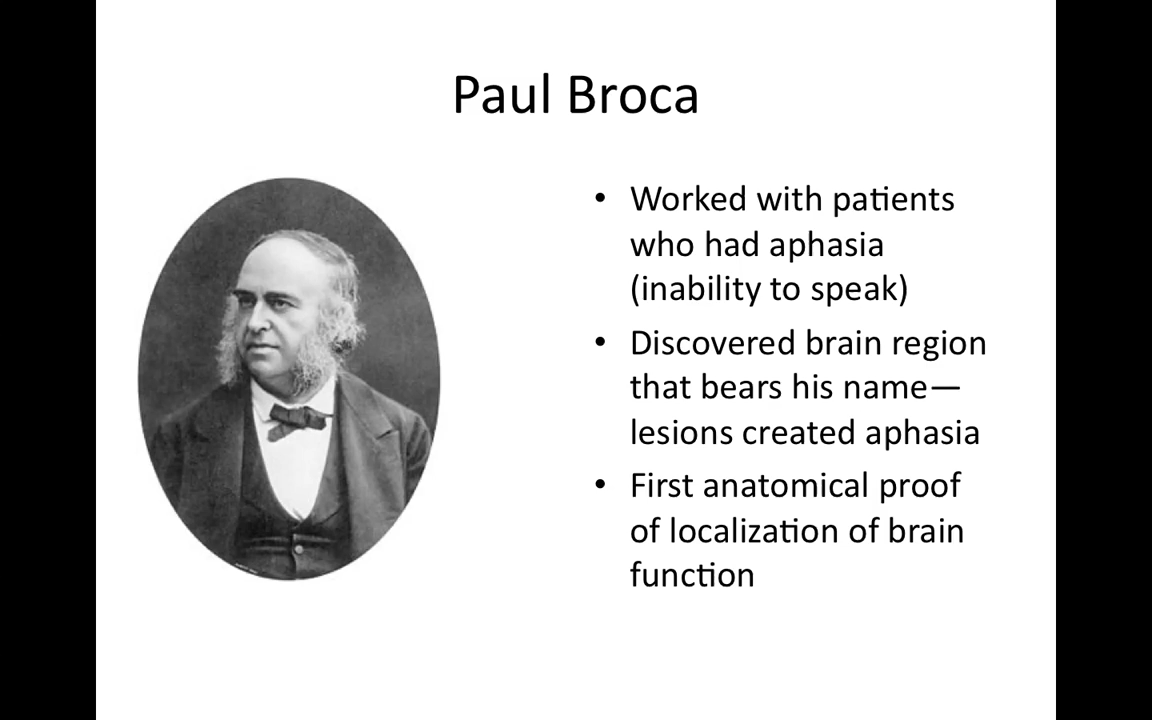 Paul Broca
• Worked with patients
who had aphasia
(inability to speak)
• Discovered brain region
that bears his name—
lesions created aphasia
• First anatomical proof
of localization of brain
function